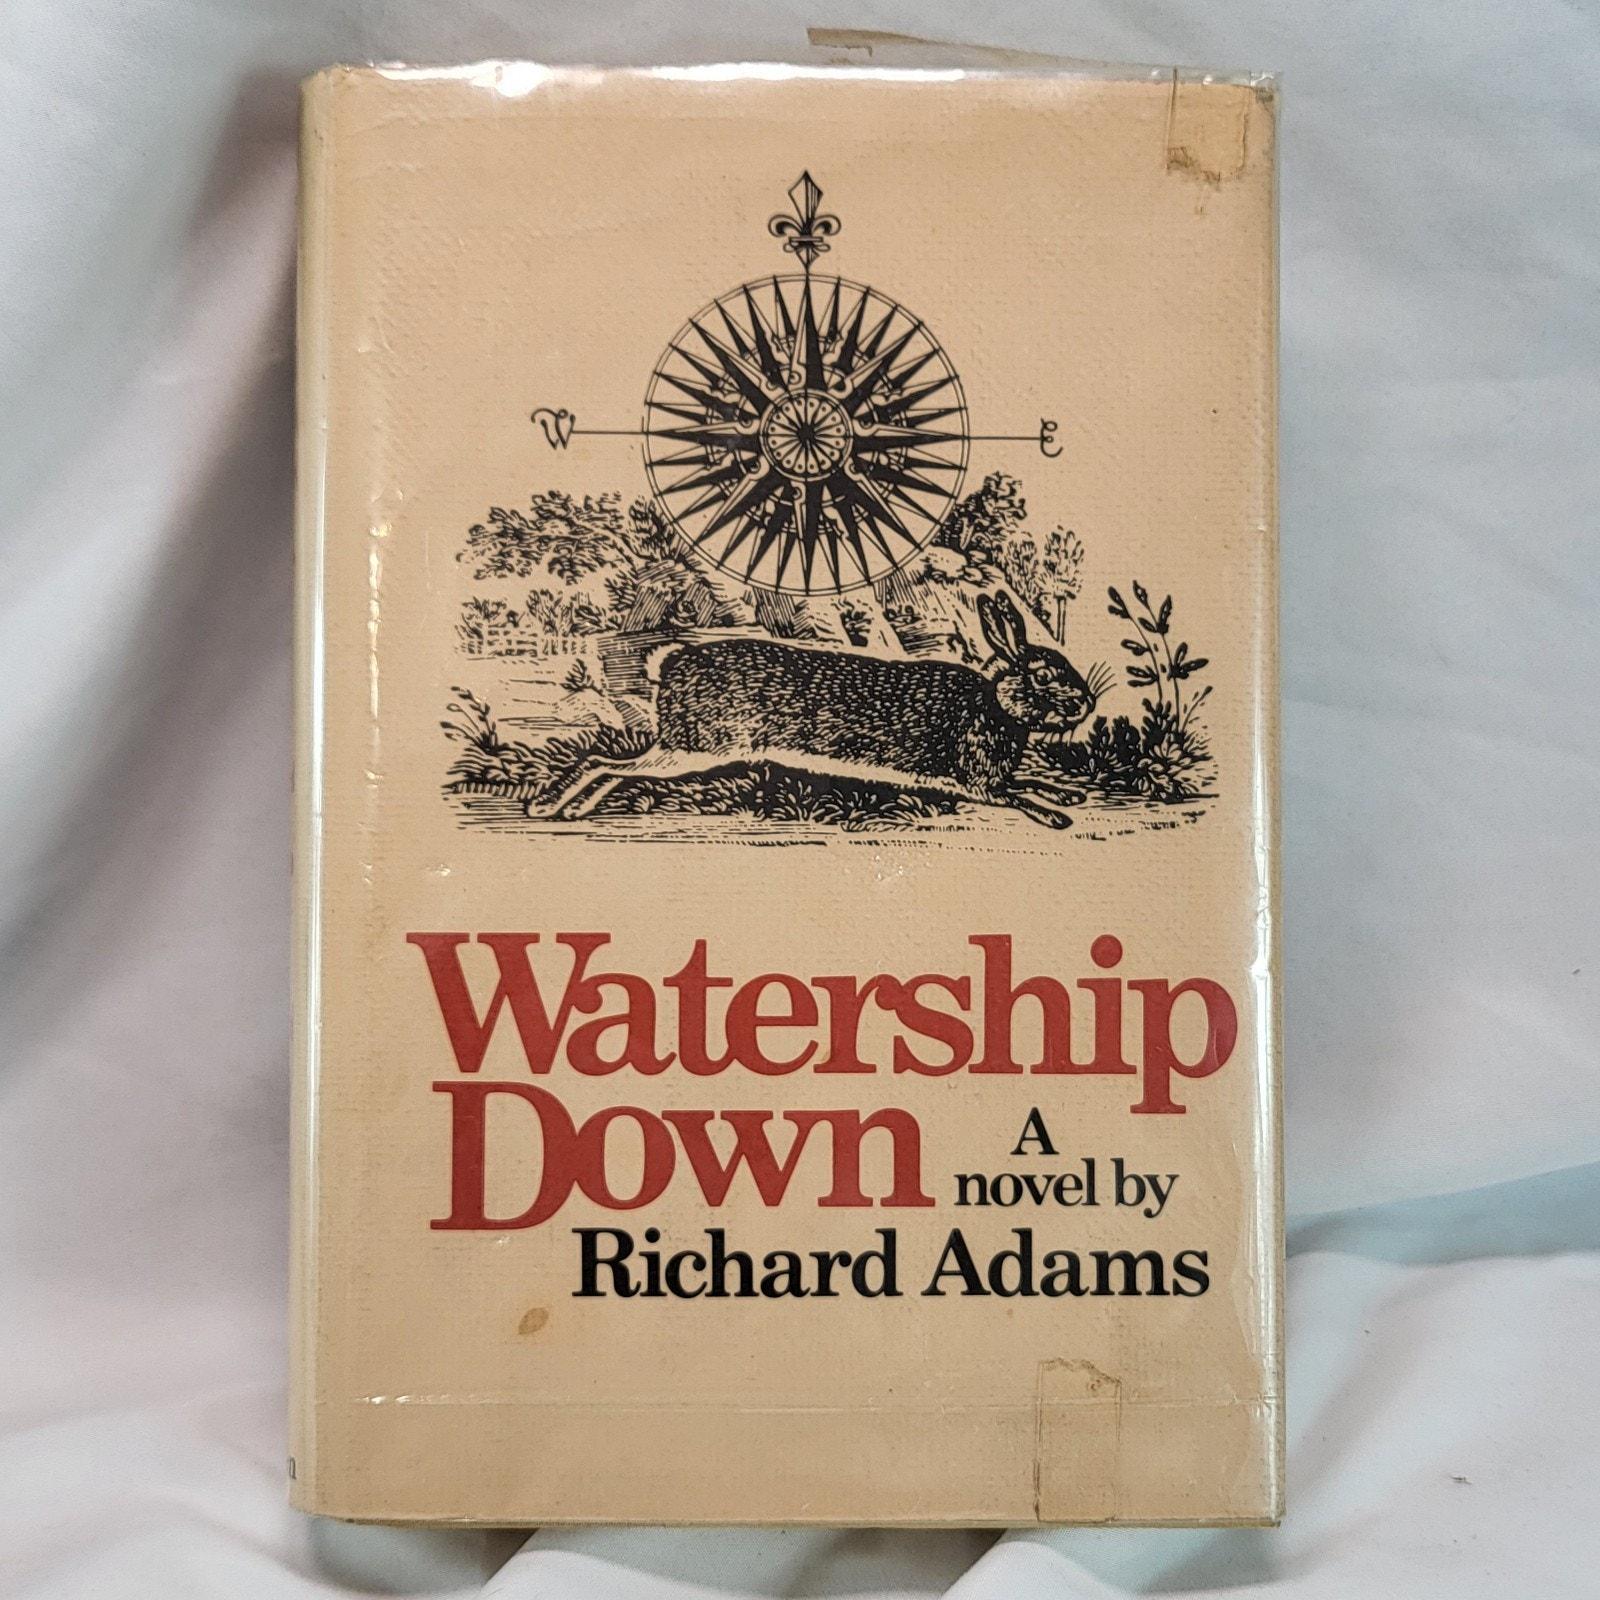 W E
Watership
Down
A
novel by
Richard Adams